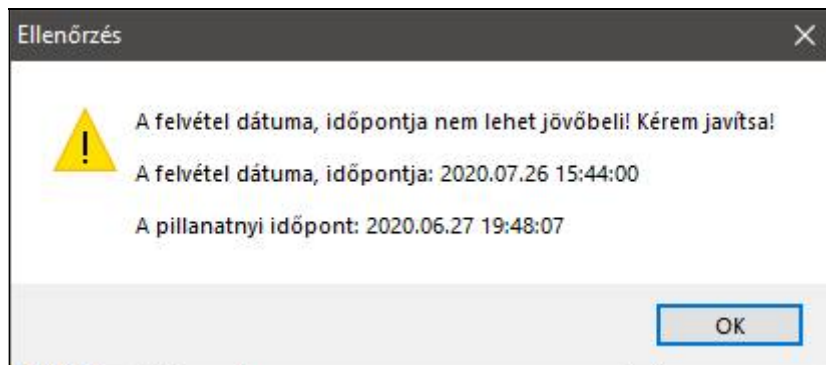 Ellenőrzés
A felvétel dátuma, időpontja nem lehet jövőbeli! Kérem javítsa!
A felvétel dátuma, időpontja: 2020.07.26 15:44:00
A pillanatnyi időpont: 2020.06.27 19:48:07
OK